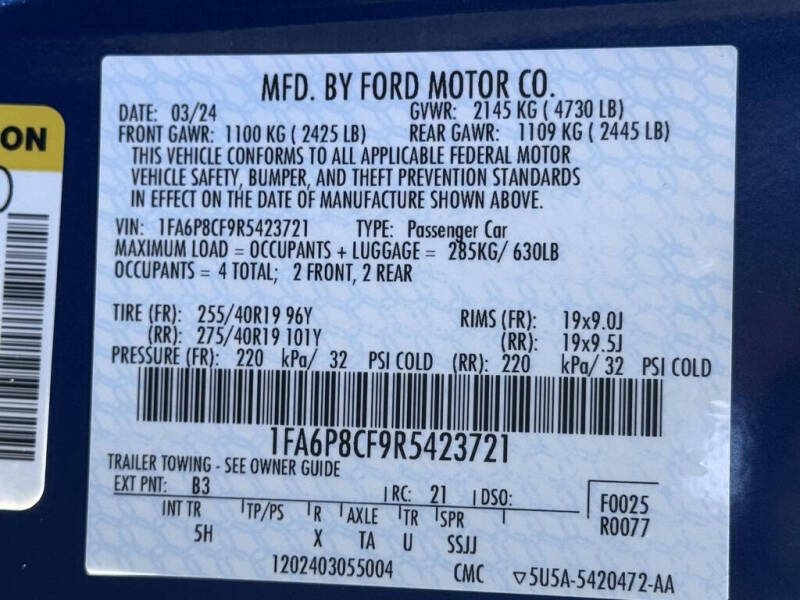 ON
MFD. BY FORD MOTOR CO.
DATE: 03/24 GVWR: 2145 KG ( 4730 LB)
FRONT GAWR: 1100 KG ( 2425 LB) REAR GAWR: 1109 KG ( 2445 LB)
THIS VEHICLE CONFORMS TO ALL APPLICABLE FEDERAL MOTOR
VEHICLE SAFETY, BUMPER, AND THEFT PREVENTION STANDARDS
IN EFFECT ON THE DATE OF MANUFACTURE SHOWN ABOVE.
VIN: 1FA6P8CF9R5423721 TYPE: Passenger Car
MAXIMUM LOAD = OCCUPANTS + LUGGAGE = 285KG/ 630LB
OCCUPANTS = 4 TOTAL; 2 FRONT, 2 REAR
TIRE (FR): 255/40R19 96Y RIMS (FR): 19x9.0J
(RR): 275/40R19 101Y (RR): 19x9.5J
PRESSURE (FR): 220 kPa/ 32 PSI COLD (RR): 220 kPa/ 32 PSI COLD
1FA6P8CF9R5423721
TRAILER TOWING - SEE OWNER GUIDE
EXT PNT: B3 RC: 21 DSO: F0025
INT TR TP/PS R AXLE TR SPR R0077
5H X TA U SSJJ
1202403055004 CMC ▽5U5A-5420472-AA